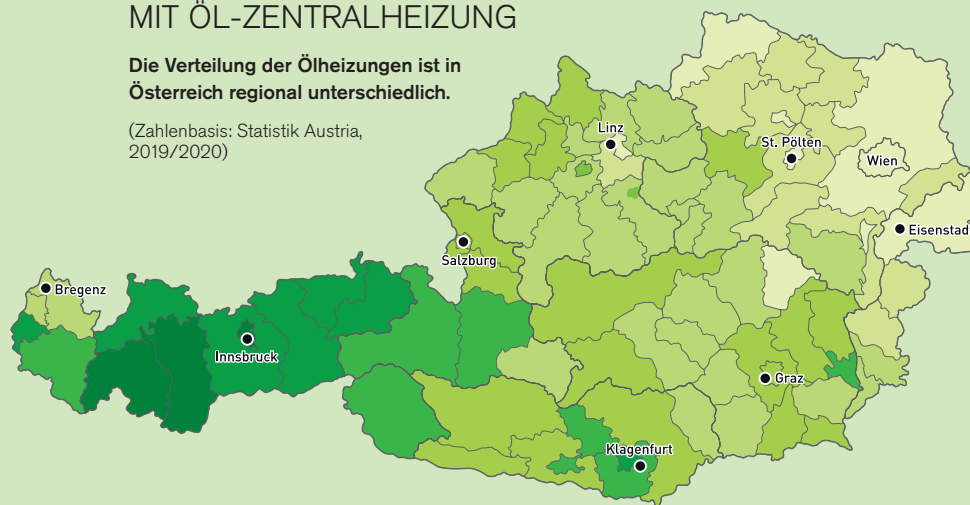 MIT ÖL-ZENTRALHEIZUNG
Die Verteilung der Ölheizungen ist in
Österreich regional unterschiedlich.
(Zahlenbasis: Statistik Austria,
2019/2020)
Linz
St. Pölten
Wien
Eisenstad
Salzburg
Bregenz
Innsbruck
Graz
Klagenfurt